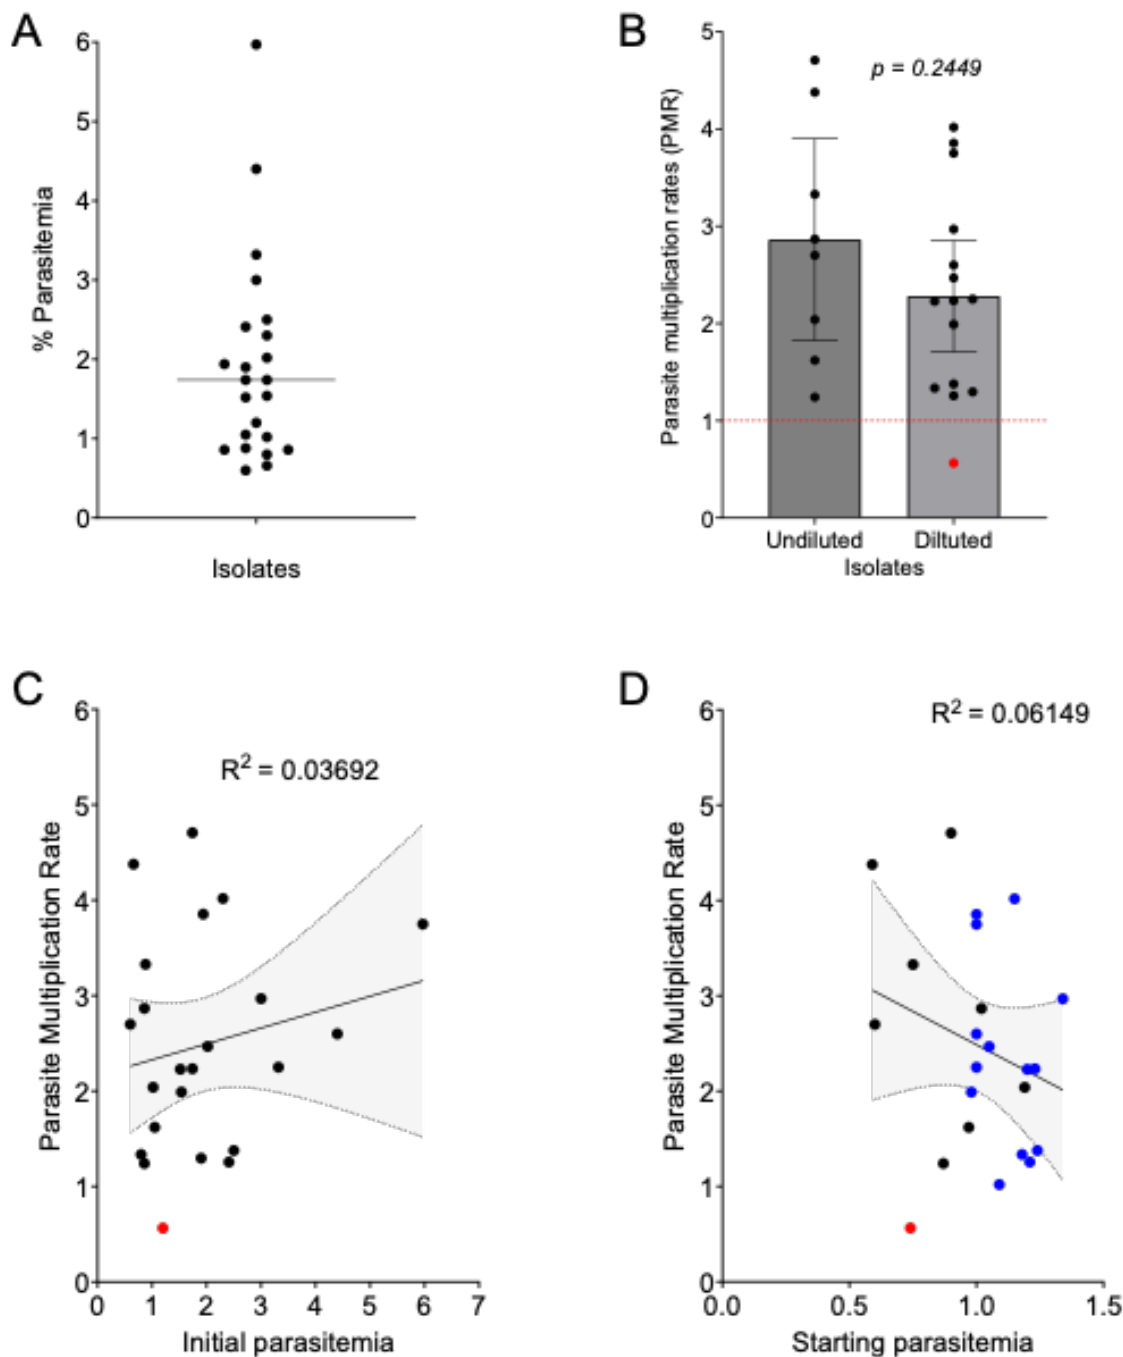 A
% Parasitemia
6
5
4
3
2
1
0
Isolates
B
Parasite multiplication rates (PMR)
5
4
3
2
1
0
p = 0.2449
Undiluted Diltuted
Isolates
C
Parasite Multiplication Rate
6
5
4
3
2
1
0
R² = 0.03692
0 1 2 3 4 5 6 7
Initial parasitemia
D
Parasite Multiplication Rate
6
5
4
3
2
1
0
R² = 0.06149
0.0 0.5 1.0 1.5
Starting parasitemia